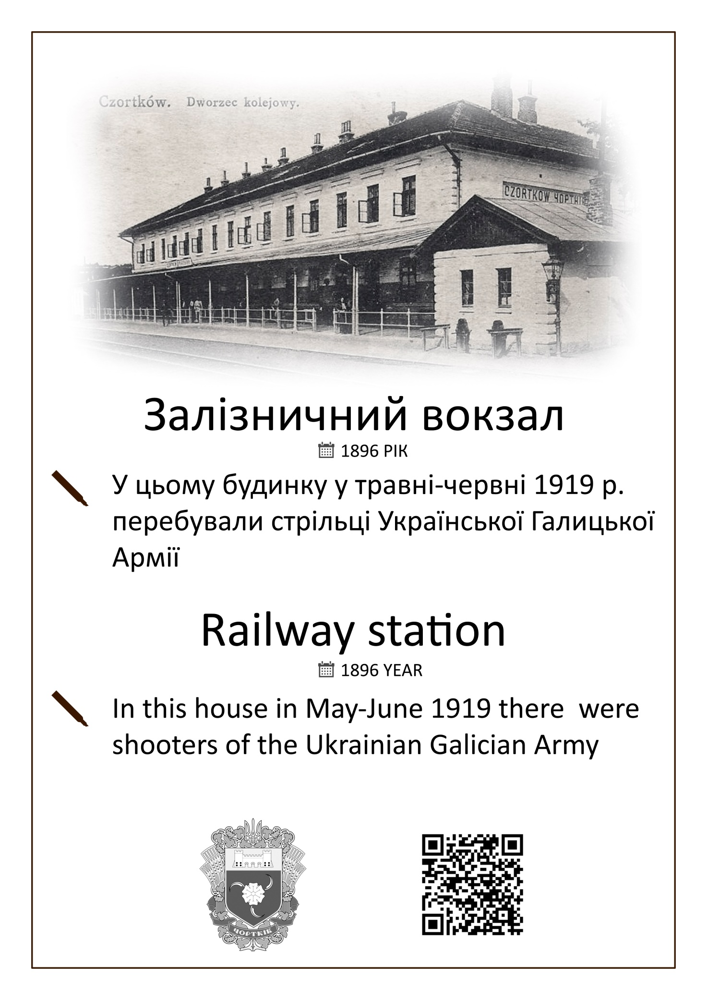 Czortków. Dworzec kolejowy.
CZORTKOW ЧОРТКІВ
Залізничний вокзал
1896 РІК
У цьому будинку у травні-червні 1919 р.
перебували стрільці Української Галицької
Армії
Railway station
1896 YEAR
In this house in May-June 1919 there  were
shooters of the Ukrainian Galician Army
ЧОРТКІВ